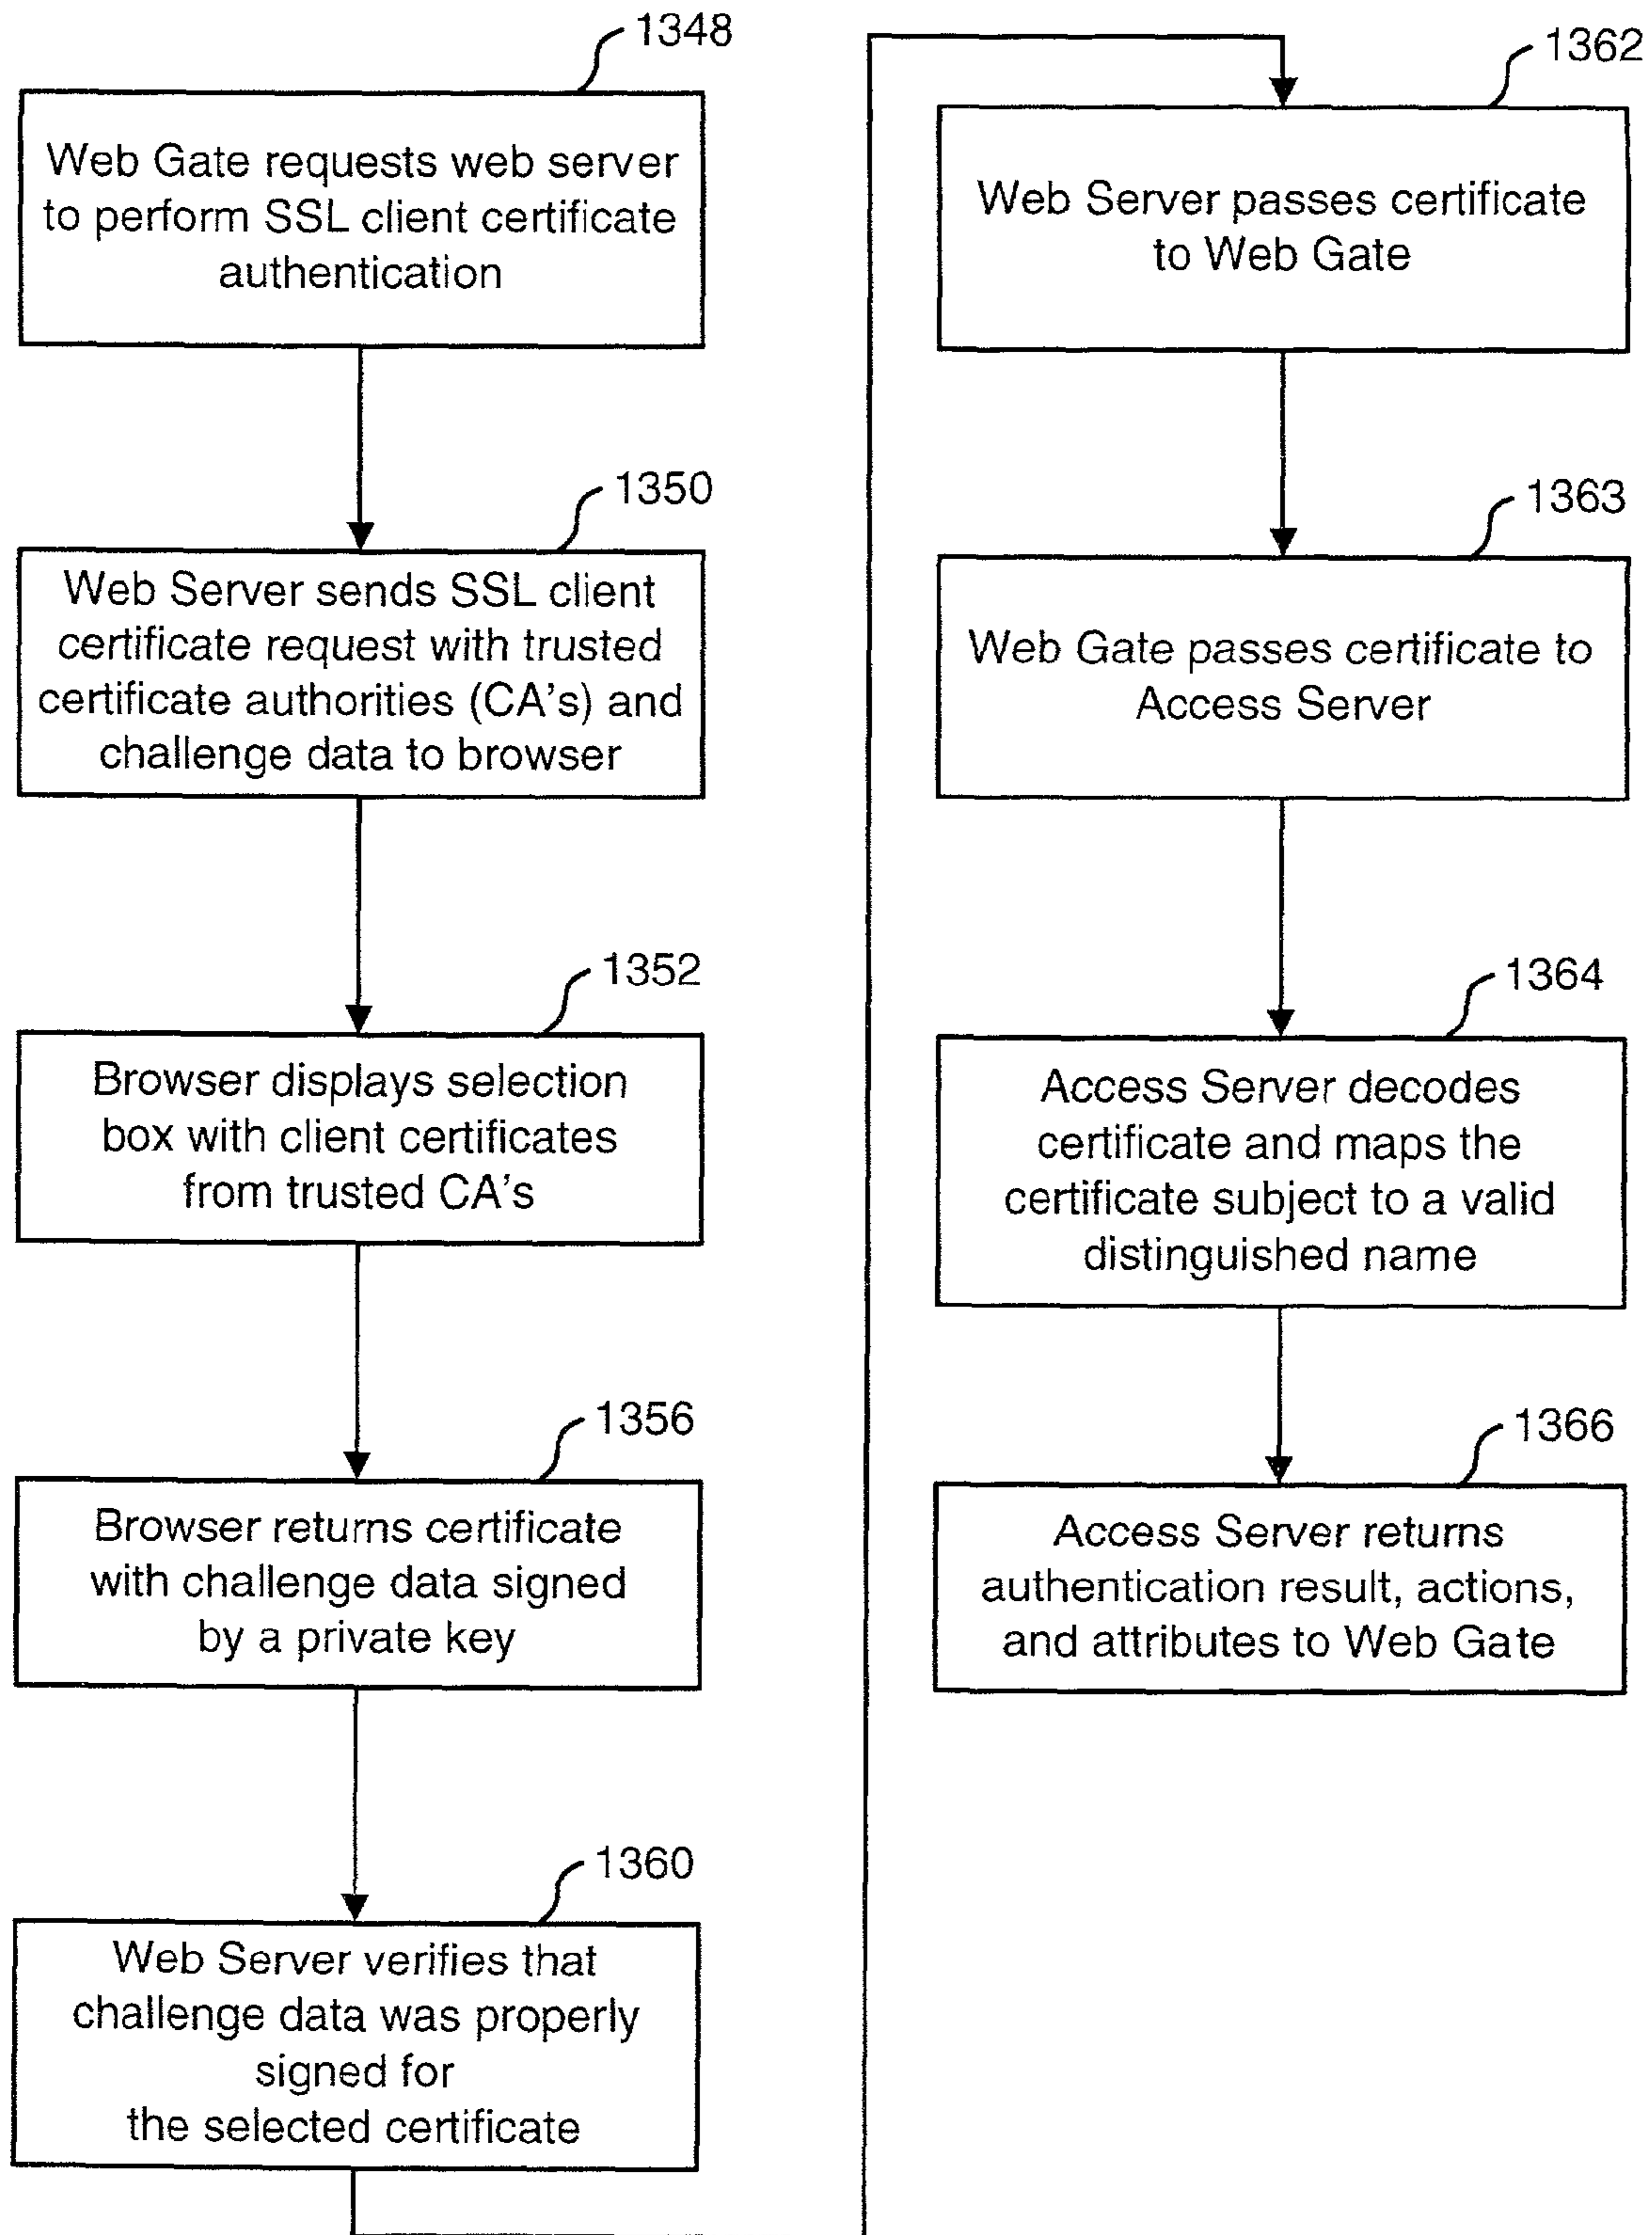 1348
Web Gate requests web server
to perform SSL client certificate
authentication
1350
Web Server sends SSL client
certificate request with trusted
certificate authorities (CA's) and
challenge data to browser
1352
Browser displays selection
box with client certificates
from trusted CA's
1356
Browser returns certificate
with challenge data signed
by a private key
1360
Web Server verifies that
challenge data was properly
signed for
the selected certificate
1362
Web Server passes certificate
to Web Gate
1363
Web Gate passes certificate to
Access Server
1364
Access Server decodes
certificate and maps the
certificate subject to a valid
distinguished name
1366
Access Server returns
authentication result, actions,
and attributes to Web Gate